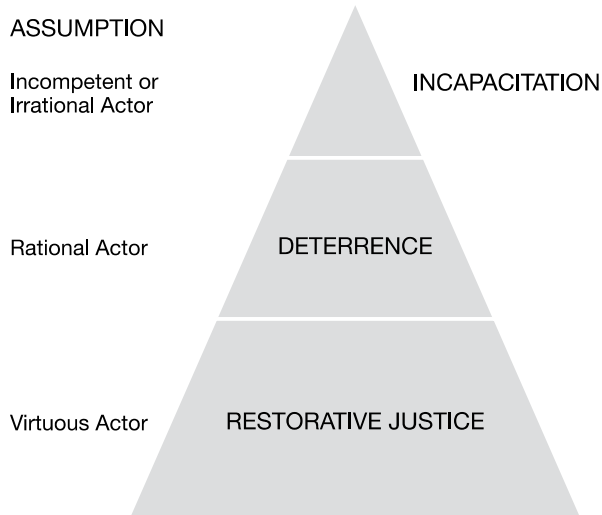 ASSUMPTION
Incompetent or
Irrational Actor
INCAPACITATION
Rational Actor
DETERRENCE
Virtuous Actor
RESTORATIVE JUSTICE